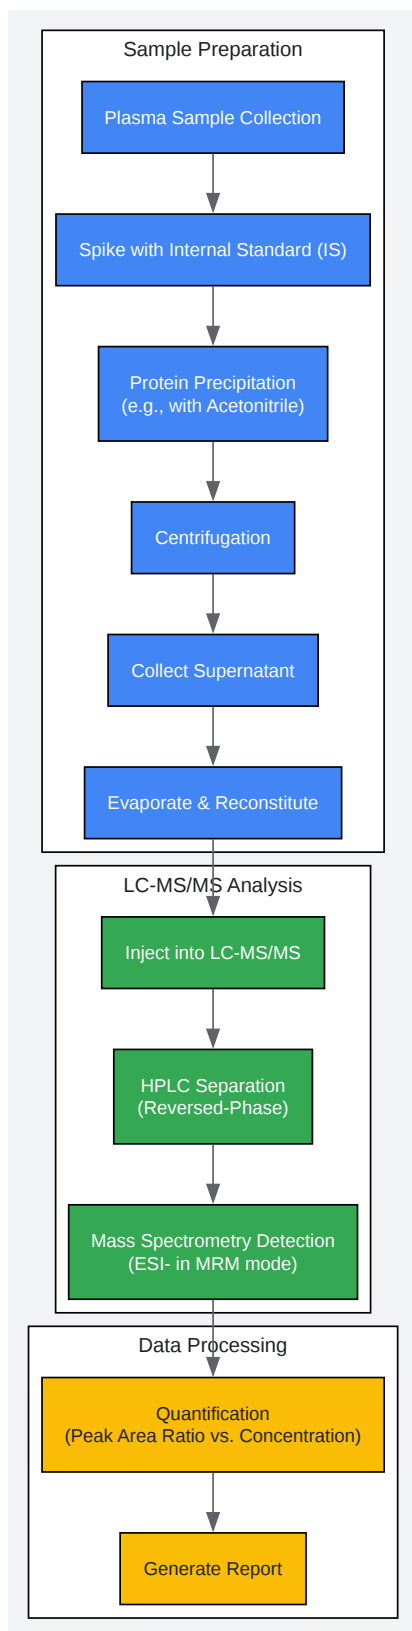 Sample Preparation
Plasma Sample Collection
Spike with Internal Standard (IS)
Protein Precipitation
(e.g., with Acetonitrile)
Centrifugation
Collect Supernatant
Evaporate & Reconstitute
LC-MS/MS Analysis
Inject into LC-MS/MS
HPLC Separation
(Reversed-Phase)
Mass Spectrometry Detection
(ESI- in MRM mode)
Data Processing
Quantification
(Peak Area Ratio vs. Concentration)
Generate Report